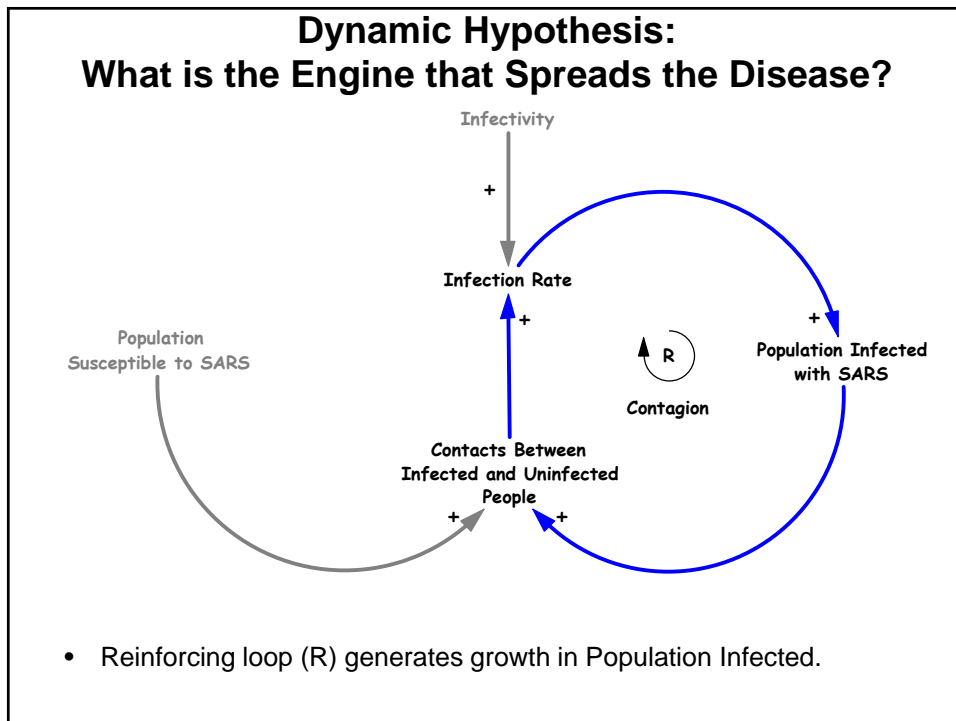 Dynamic Hypothesis:
What is the Engine that Spreads the Disease?
Infectivity
+
Infection Rate
+
+
Population
Susceptible to SARS
R
Population Infected
with SARS
Contagion
Contacts Between
Infected and Uninfected
People
+
+
• Reinforcing loop (R) generates growth in Population Infected.